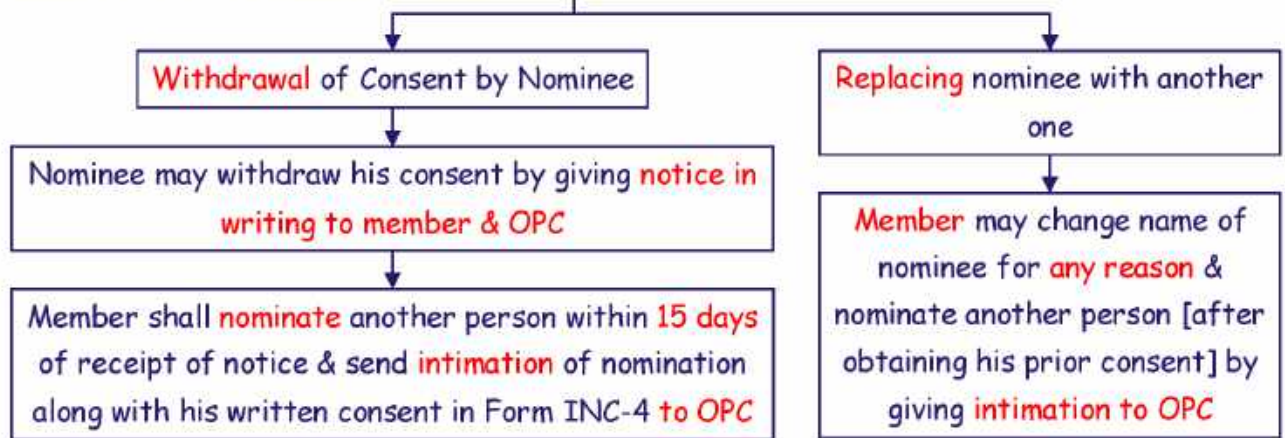 Withdrawal of Consent by Nominee
Nominee may withdraw his consent by giving notice in
writing to member & OPC
Member shall nominate another person within 15 days
of receipt of notice & send intimation of nomination
along with his written consent in Form INC-4 to OPC
Replacing nominee with another
one
Member may change name of
nominee for any reason &
nominate another person [after
obtaining his prior consent] by
giving intimation to OPC